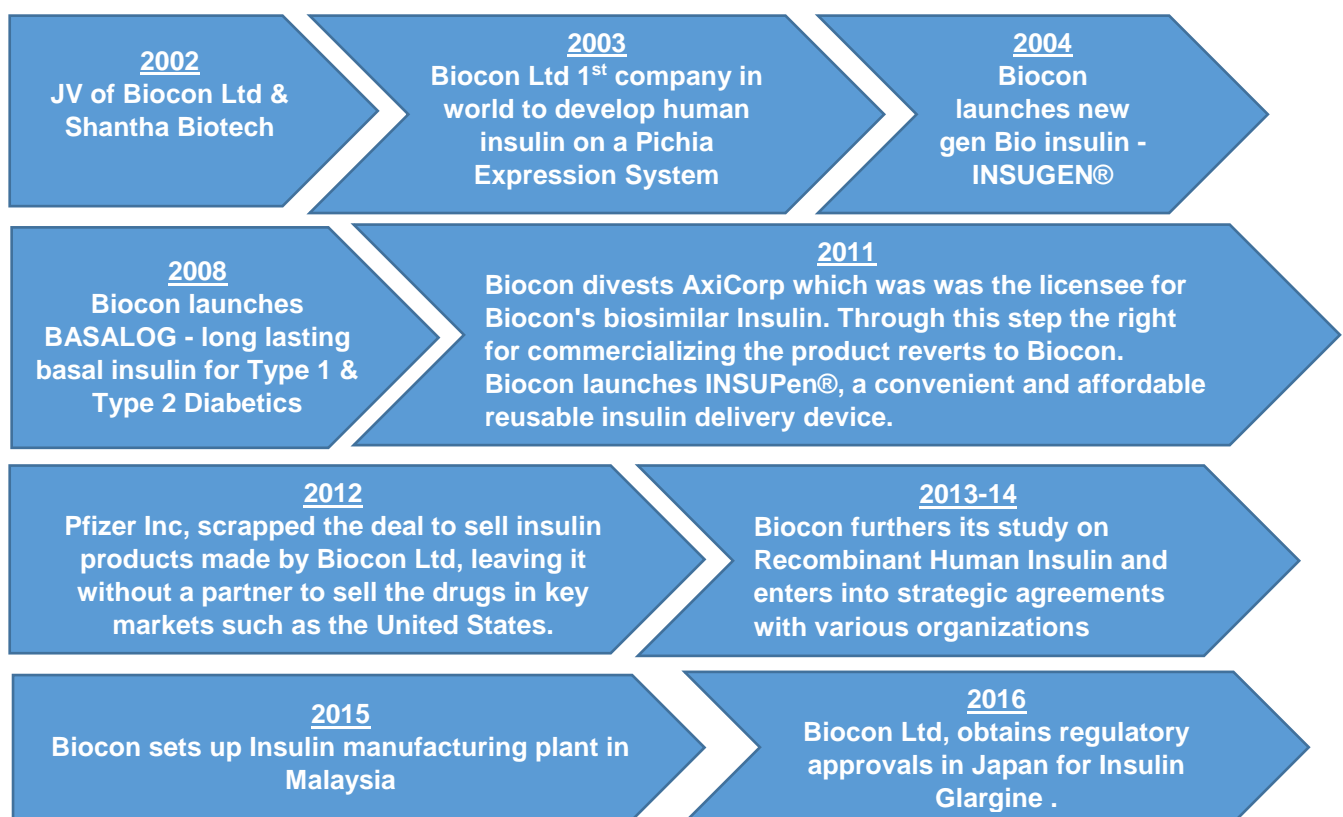 2002
JV of Biocon Ltd &
Shantha Biotech
2003
Biocon Ltd 1st company in
world to develop human
insulin on a Pichia
Expression System
2004
Biocon
launches new
gen Bio insulin -
INSUGEN®
2008
Biocon launches
BASALOG - long lasting
basal insulin for Type 1 &
Type 2 Diabetics
2011
Biocon divests AxiCorp which was was the licensee for
Biocon's biosimilar Insulin. Through this step the right
for commercializing the product reverts to Biocon.
Biocon launches INSUPen®, a convenient and affordable
reusable insulin delivery device.
2012
Pfizer Inc, scrapped the deal to sell insulin
products made by Biocon Ltd, leaving it
without a partner to sell the drugs in key
markets such as the United States.
2013-14
Biocon furthers its study on
Recombinant Human Insulin and
enters into strategic agreements
with various organizations
2015
Biocon sets up Insulin manufacturing plant in
Malaysia
2016
Biocon Ltd, obtains regulatory
approvals in Japan for Insulin
Glargine .